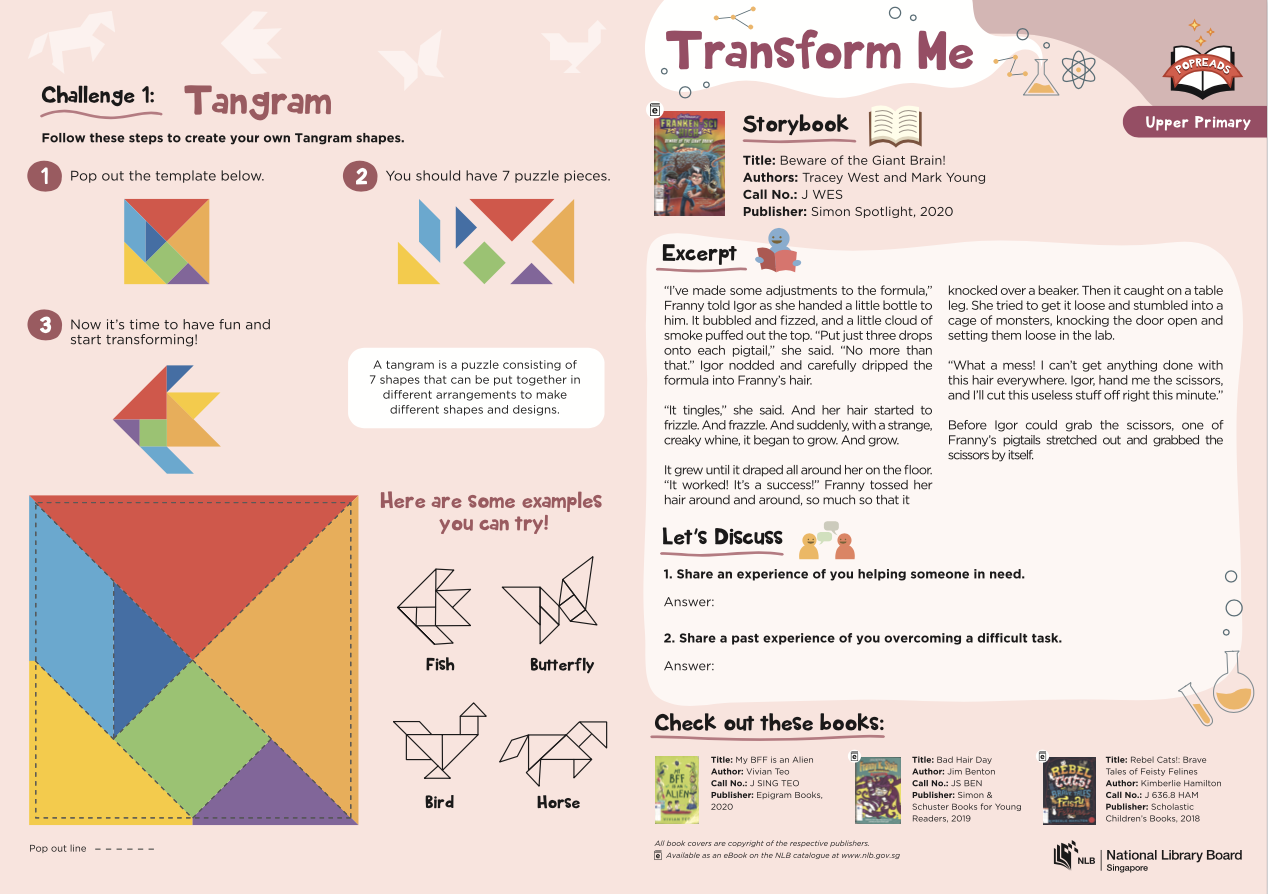 Challenge 1: Tangram
Follow these steps to create your own Tangram shapes.
1 Pop out the template below.
2 You should have 7 puzzle pieces.
3 Now it's time to have fun and
start transforming!
A tangram is a puzzle consisting of
7 shapes that can be put together in
different arrangements to make
different shapes and designs.
Here are some examples
you can try!
Fish
Butterfly
Bird
Horse
Pop out line
Transform Me
POPREADS
Upper Primary
e
FRANKEN SCI
HIGH
Storybook
Title: Beware of the Giant Brain!
Authors: Tracey West and Mark Young
Call No.: J WES
Publisher: Simon Spotlight, 2020
Excerpt
“I've made some adjustments to the formula,”
Franny told Igor as she handed a little bottle to
him. It bubbled and fizzed, and a little cloud of
smoke puffed out the top. “Put just three drops
onto each pigtail,” she said. “No more than
that.” Igor nodded and carefully dripped the
formula into Franny's hair.
“It tingles,” she said. And her hair started to
frizzle. And frazzle. And suddenly, with a strange,
creaky whine, it began to grow. And grow.
It grew until it draped all around her on the floor.
“It worked! It's a success!” Franny tossed her
hair around and around, so much so that it
knocked over a beaker. Then it caught on a table
leg. She tried to get it loose and stumbled into a
cage of monsters, knocking the door open and
setting them loose in the lab.
“What a mess! I can't get anything done with
this hair everywhere. Igor, hand me the scissors,
and I'll cut this useless stuff off right this minute.”
Before Igor could grab the scissors, one of
Franny's pigtails stretched out and grabbed the
scissors by itself.
Let's Discuss
1. Share an experience of you helping someone in need.
Answer:
2. Share a past experience of you overcoming a difficult task.
Answer:
Check out these books:
MY
BFF
IS AN
ALIEN
Title: My BFF is an Alien
Author: Vivian Teo
Call No.: J SING TEO
Publisher: Epigram Books,
2020
e
Title: Bad Hair Day
Author: Jim Benton
Call No.: JS BEN
Publisher: Simon &
Schuster Books for Young
Readers, 2019
e
REBEL
CATS!
Title: Rebel Cats!: Brave
Tales of Feisty Felines
Author: Kimberlie Hamilton
Call No.: J 636.8 HAM
Publisher: Scholastic
Children's Books, 2018
All book covers are copyright of the respective publishers.
e Available as an eBook on the NLB catalogue at www.nlb.gov.sg
NLB National Library Board
Singapore